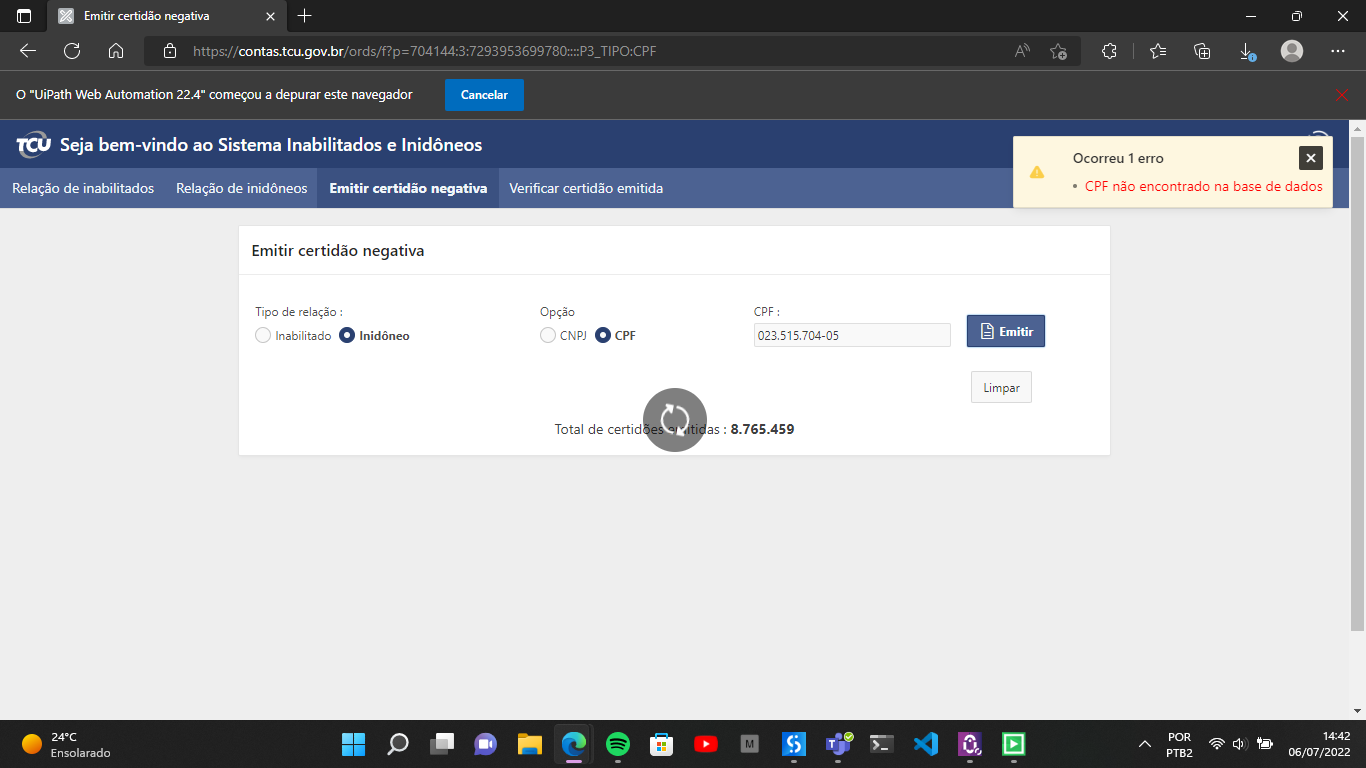 Emitir certidão negativa
https://contas.tcu.gov.br/ords/f?p=704144:3:7293953699780::::P3_TIPO:CPF
O "UiPath Web Automation 22.4" começou a depurar este navegador
Cancelar
TCU
Seja bem-vindo ao Sistema Inabilitados e Inidôneos
Ocorreu 1 erro
• CPF não encontrado na base de dados
Relação de inabilitados
Relação de inidôneos
Emitir certidão negativa
Verificar certidão emitida
Emitir certidão negativa
Tipo de relação :
Inabilitado
Inidôneo
Opção
CNPJ
CPF
CPF :
023.515.704-05
Emitir
Limpar
Total de certidões emitidas : 8.765.459
24°C
Ensolarado
M
POR
PTB2
14:42
06/07/2022